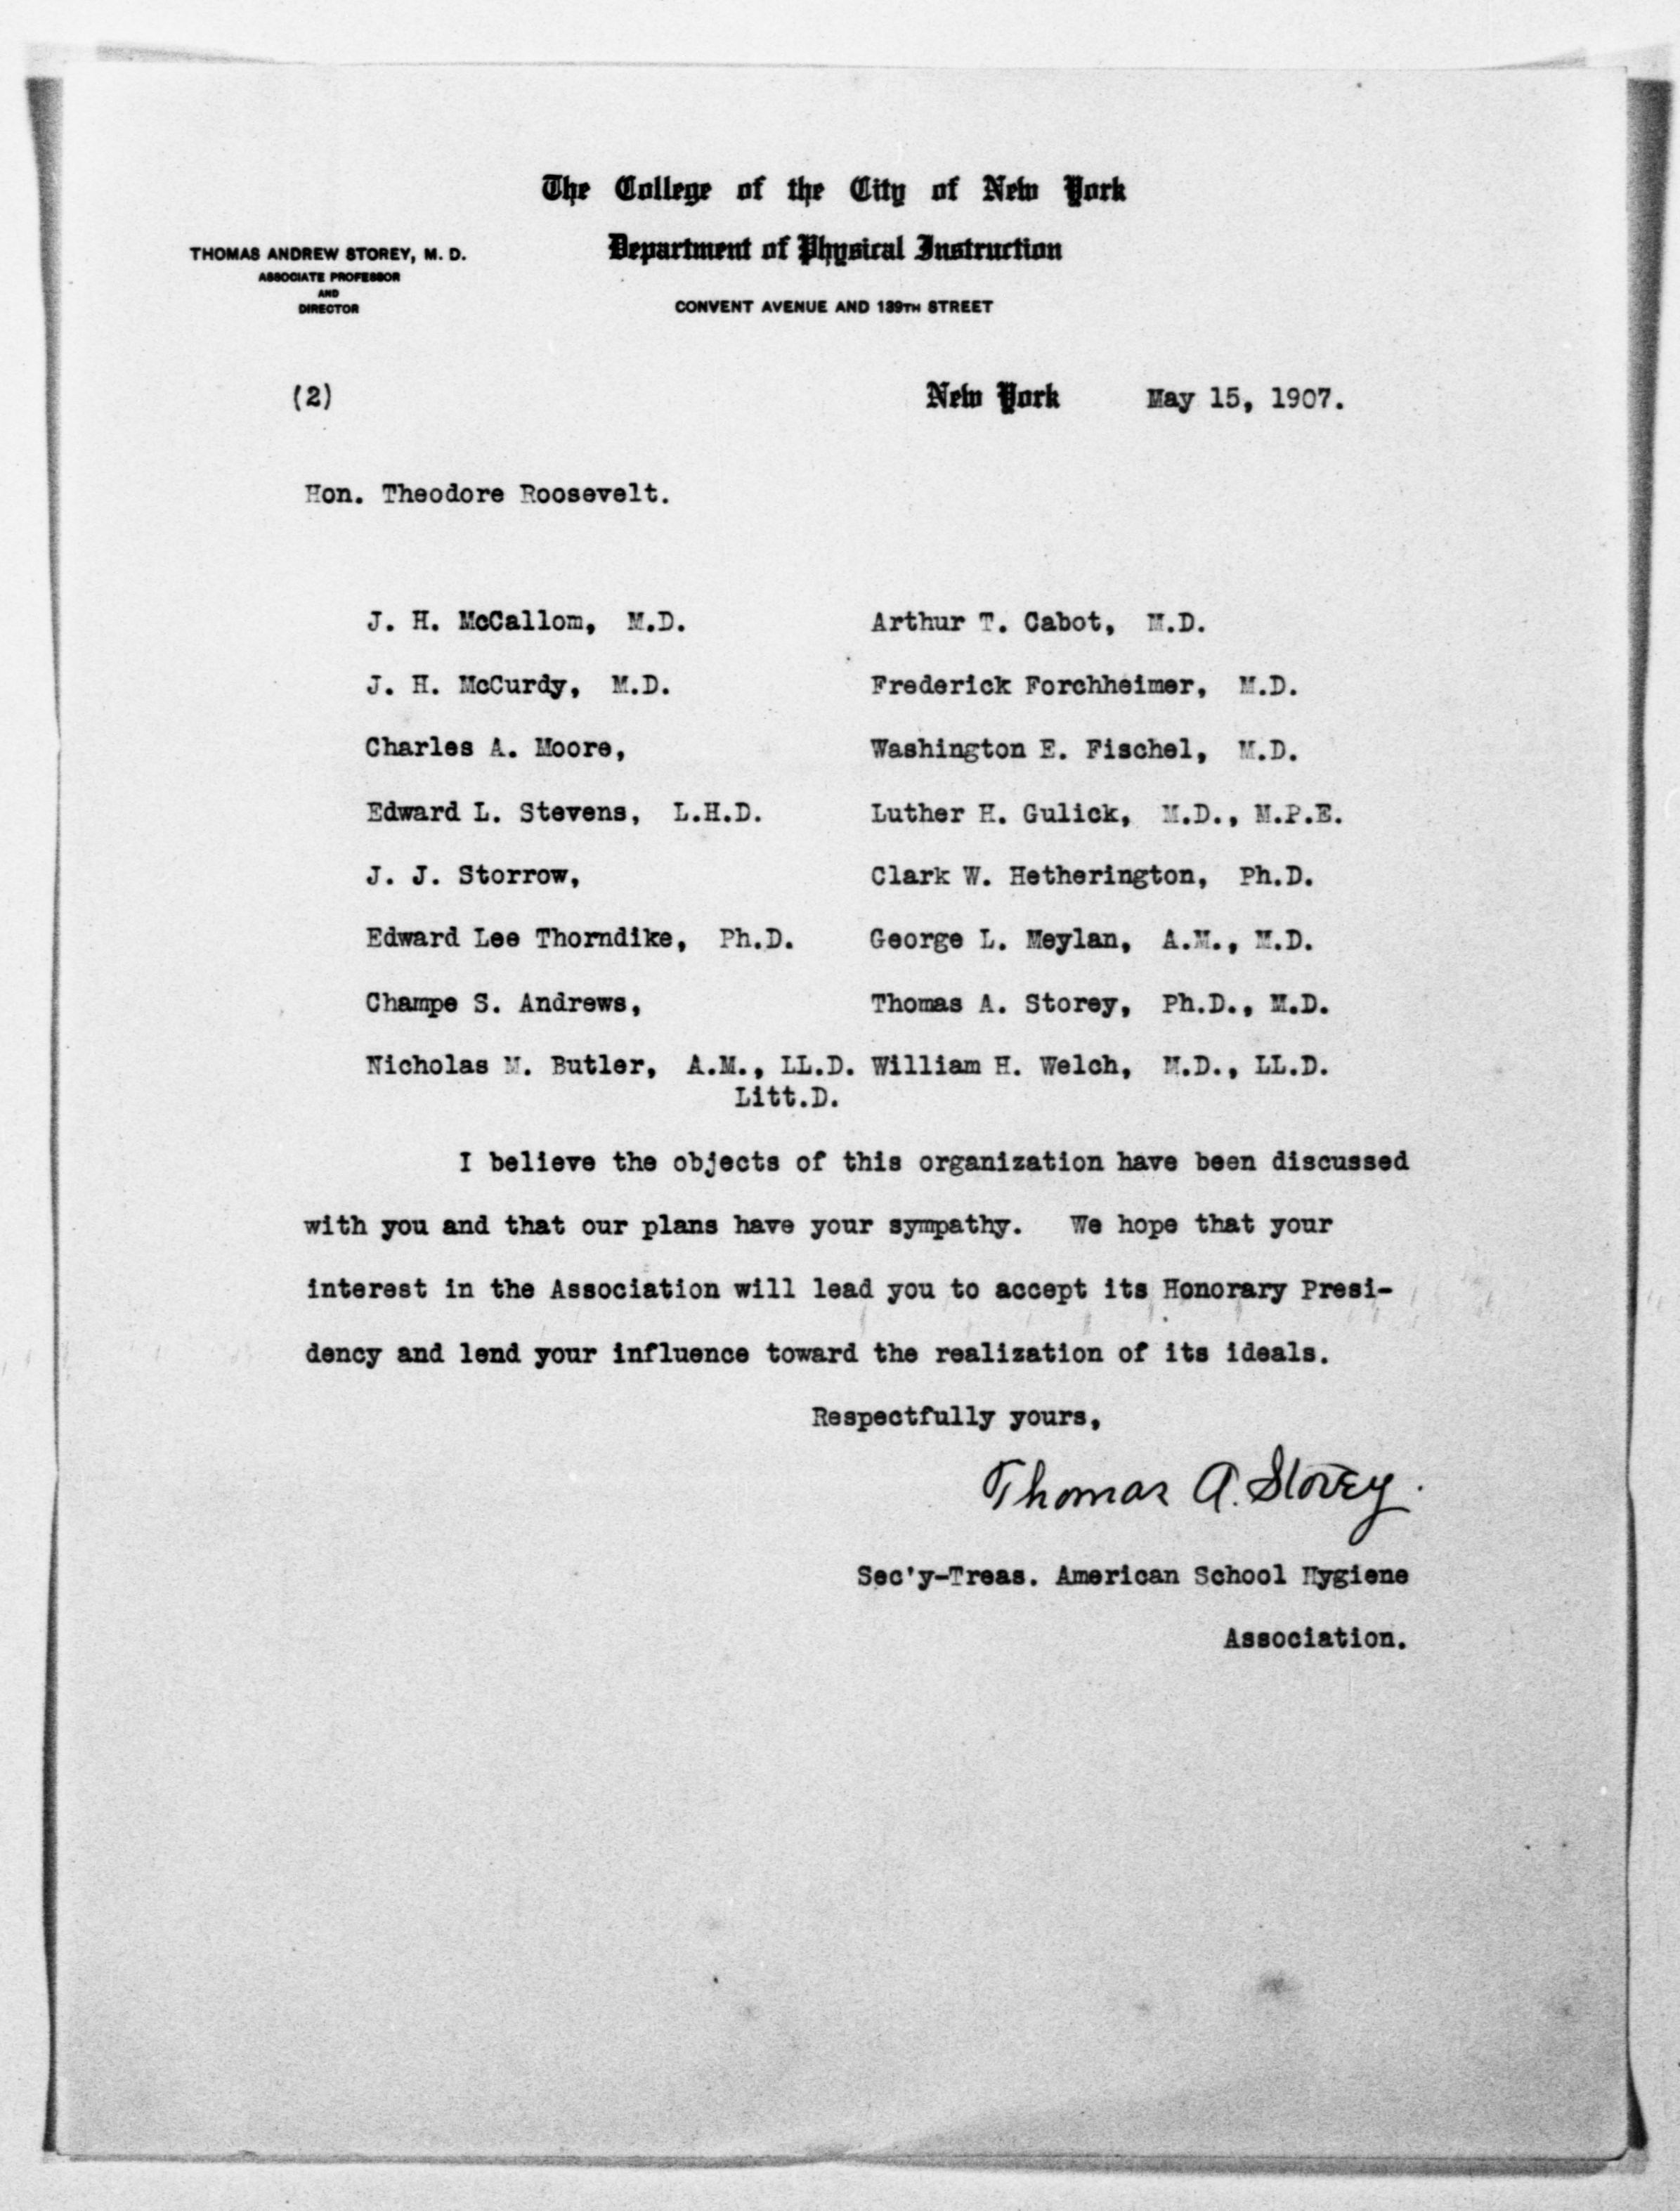 The College of the City of New York
Department of Physical Instruction
CONVENT AVENUE AND 139TH STREET
THOMAS ANDREW STOREY, M. D.
ASSOCIATE PROFESSOR
AND
DIRECTOR
(2) New York May 15, 1907.
Hon. Theodore Roosevelt.
J. H. McCallom, M.D. Arthur T. Cabot, M.D.
J. H. McCurdy, M.D. Frederick Forchheimer, M.D.
Charles A. Moore, Washington E. Fischel, M.D.
Edward L. Stevens, L.H.D. Luther H. Gulick, M.D., M.P.E.
J. J. Storrow, Clark W. Hetherington, Ph.D.
Edward Lee Thorndike, Ph.D. George L. Meylan, A.M., M.D.
Champe S. Andrews, Thomas A. Storey, Ph.D., M.D.
Nicholas M. Butler, A.M., LL.D. William H. Welch, M.D., LL.D.
Litt.D.
I believe the objects of this organization have been discussed
with you and that our plans have your sympathy. We hope that your
interest in the Association will lead you to accept its Honorary Presi-
dency and lend your influence toward the realization of its ideals.
Respectfully yours,
Thomas A. Storey.
Sec'y-Treas. American School Hygiene
Association.